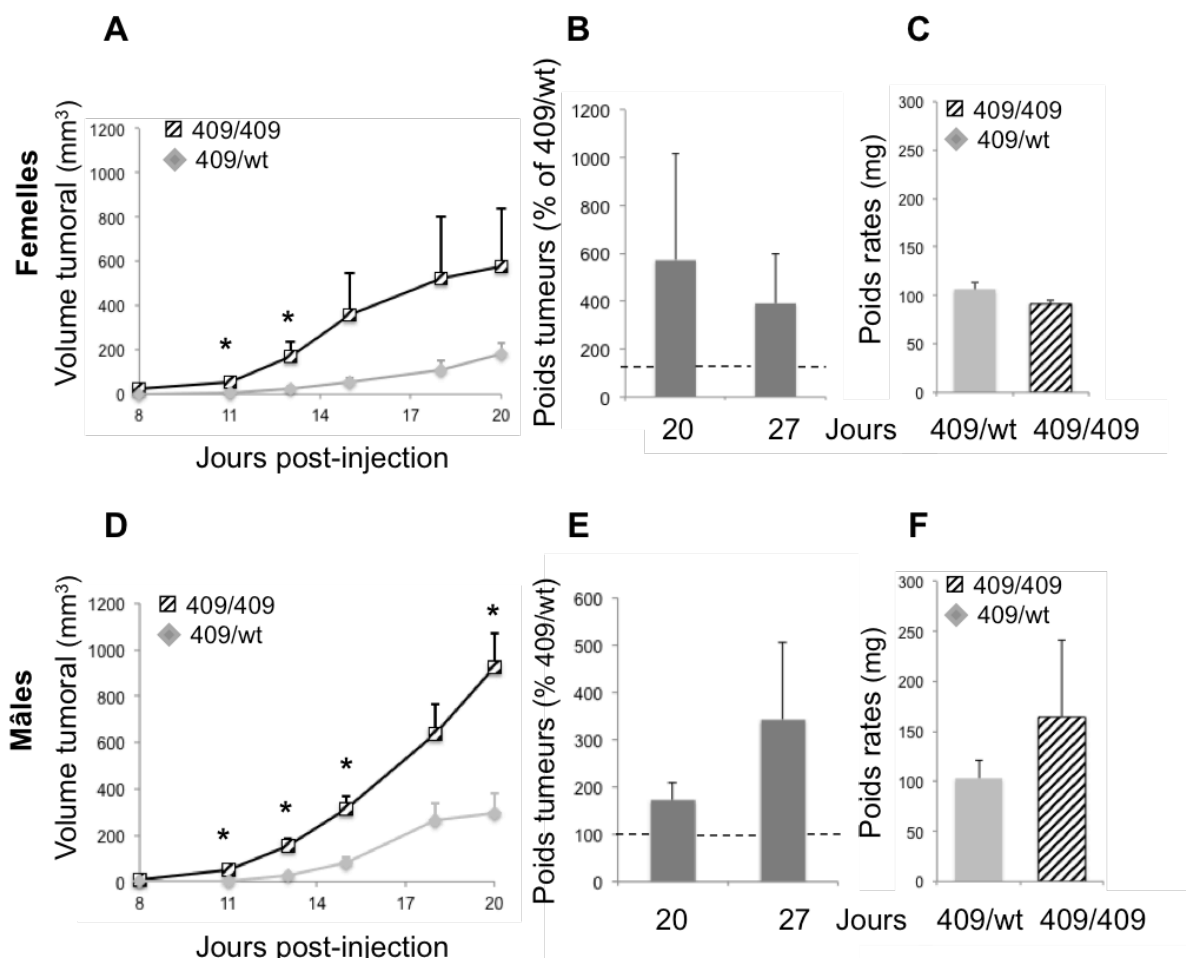 A
B
C
Femelles
Volume tumoral (mm³)
1200
1000
800
600
400
200
0
409/409
409/wt
*
*
8
11
14
17
20
Jours post-injection
Poids tumeurs (% of 409/wt)
1200
1000
800
600
400
200
0
20
27
Jours
Poids rates (mg)
300
250
200
150
100
50
0
409/409
409/wt
409/wt
409/409
D
E
F
Mâles
Volume tumoral (mm³)
1200
1000
800
600
400
200
0
409/409
409/wt
*
*
*
*
8
11
14
17
20
Jours post-injection
Poids tumeurs (% 409/wt)
600
500
400
300
200
100
0
20
27
Jours
Poids rates (mg)
300
250
200
150
100
50
0
409/409
409/wt
409/wt
409/409